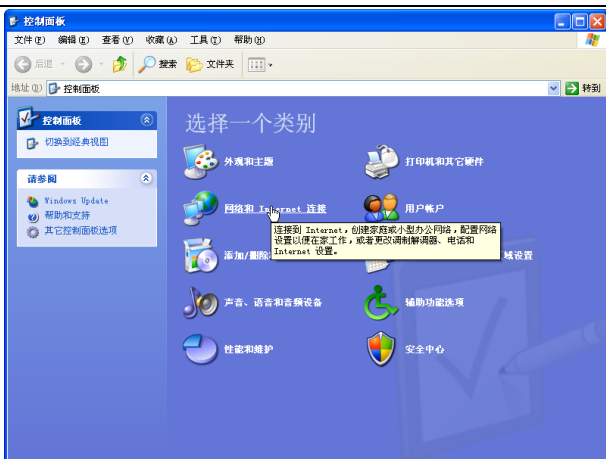 控制面板
文件(F) 编辑(E) 查看(V) 收藏(A) 工具(T) 帮助(H)
后退 搜索 文件夹
地址(D) 控制面板 转到
控制面板
切换到经典视图
请参阅
Windows Update
帮助和支持
其它控制面板选项
选择一个类别
外观和主题 打印机和其它硬件
网络和 Internet 连接 用户帐户
连接到 Internet，创建家庭或小型办公网络，配置网络
设置以便在家工作，或者更改调制解调器、电话和
Internet 设置。
添加/删除 域设置
声音、语音和音频设备 辅助功能选项
性能和维护 安全中心